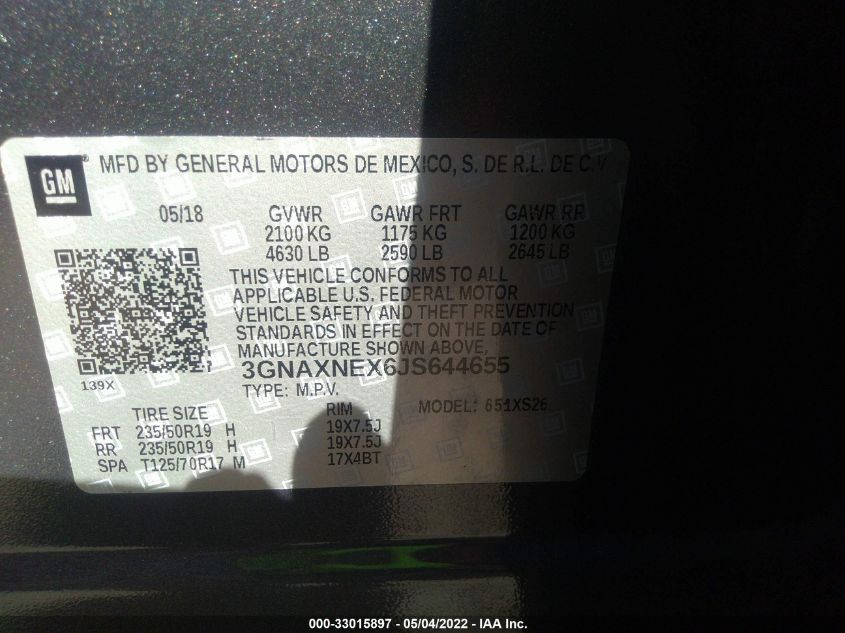 GM ® MFD BY GENERAL MOTORS DE MEXICO, S. DE R.L. DE C.V
05/18 GVWR GAWR FRT GAWR RR
2100 KG 1175 KG 1200 KG
4630 LB 2590 LB 2645 LB
THIS VEHICLE CONFORMS TO ALL
APPLICABLE U.S. FEDERAL MOTOR
VEHICLE SAFETY AND THEFT PREVENTION
STANDARDS IN EFFECT ON THE DATE OF
MANUFACTURE SHOWN ABOVE,
3GNAXNEX6JS644655
139X
TYPE: M.P.V.
TIRE SIZE RIM MODEL: 651XS26
FRT 235/50R19 H 19X7.5J
RR 235/50R19 H 19X7.5J
SPA T125/70R17 M 17X4BT
000-33015897 - 05/04/2022 - IAA Inc.